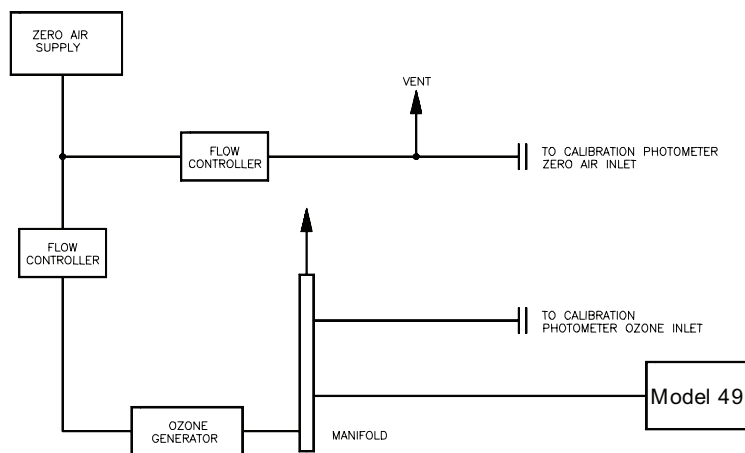 ZERO AIR
SUPPLY
VENT
FLOW
CONTROLLER
TO CALIBRATION PHOTOMETER
ZERO AIR INLET
FLOW
CONTROLLER
TO CALIBRATION
PHOTOMETER OZONE INLET
Model 49
OZONE
GENERATOR
MANIFOLD